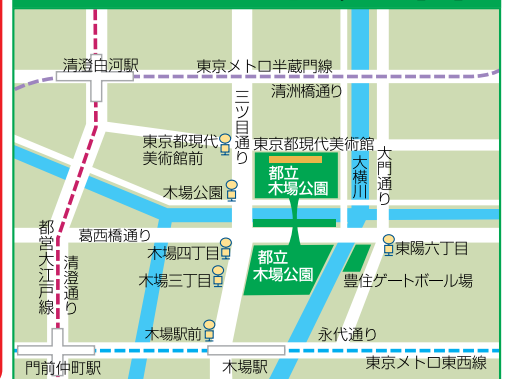 清澄白河駅
東京メトロ半蔵門線
清洲橋通り
三ツ目通り
東京都現代
美術館前
東京都現代美術館
都立
木場公園
大横川
大門通り
木場公園
葛西橋通り
都営大江戸線
清澄通り
木場四丁目
木場三丁目
都立
木場公園
東陽六丁目
豊住ゲートボール場
木場駅前
永代通り
門前仲町駅
木場駅
東京メトロ東西線